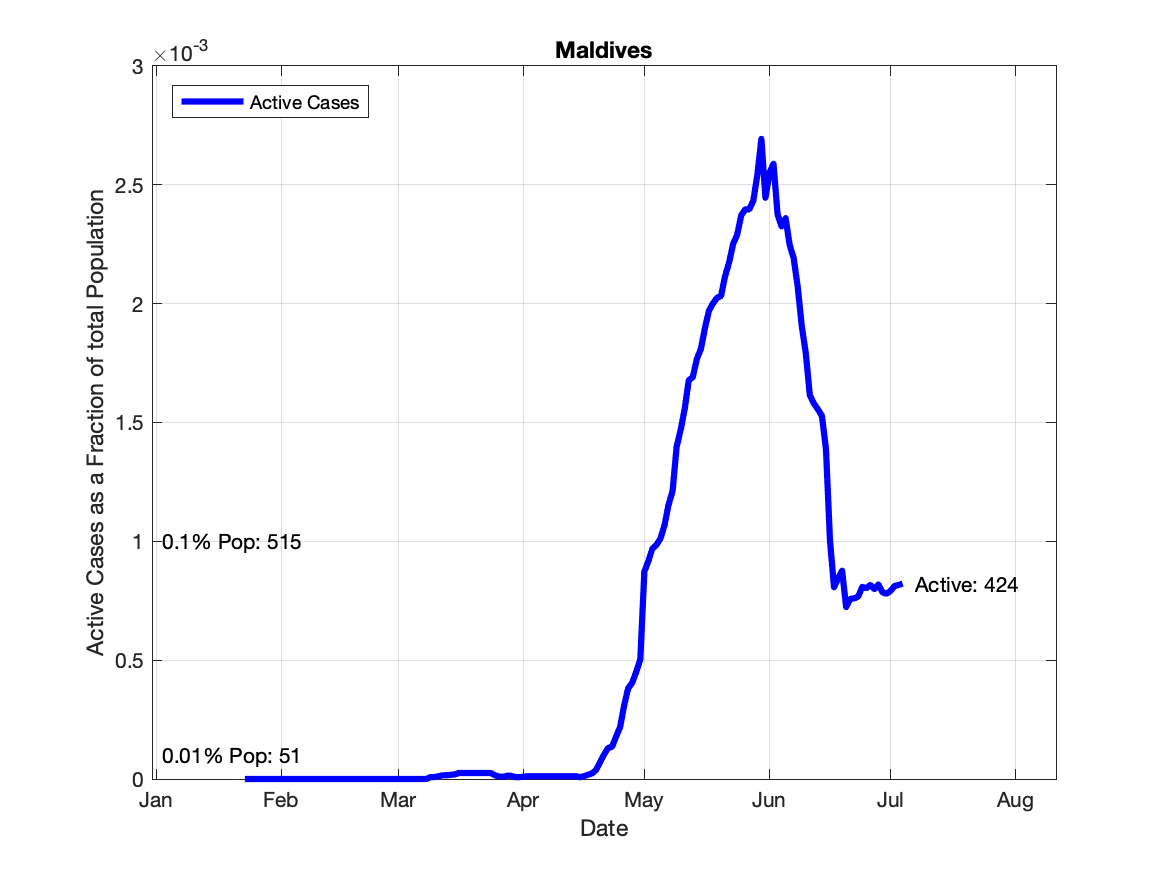 Maldives
×10-3
3
Active Cases
2.5
2
1.5
1
0.1% Pop: 515
Active: 424
0.5
0.01% Pop: 51
0
Jan Feb Mar Apr May Jun Jul Aug
Date
Active Cases as a Fraction of total Population